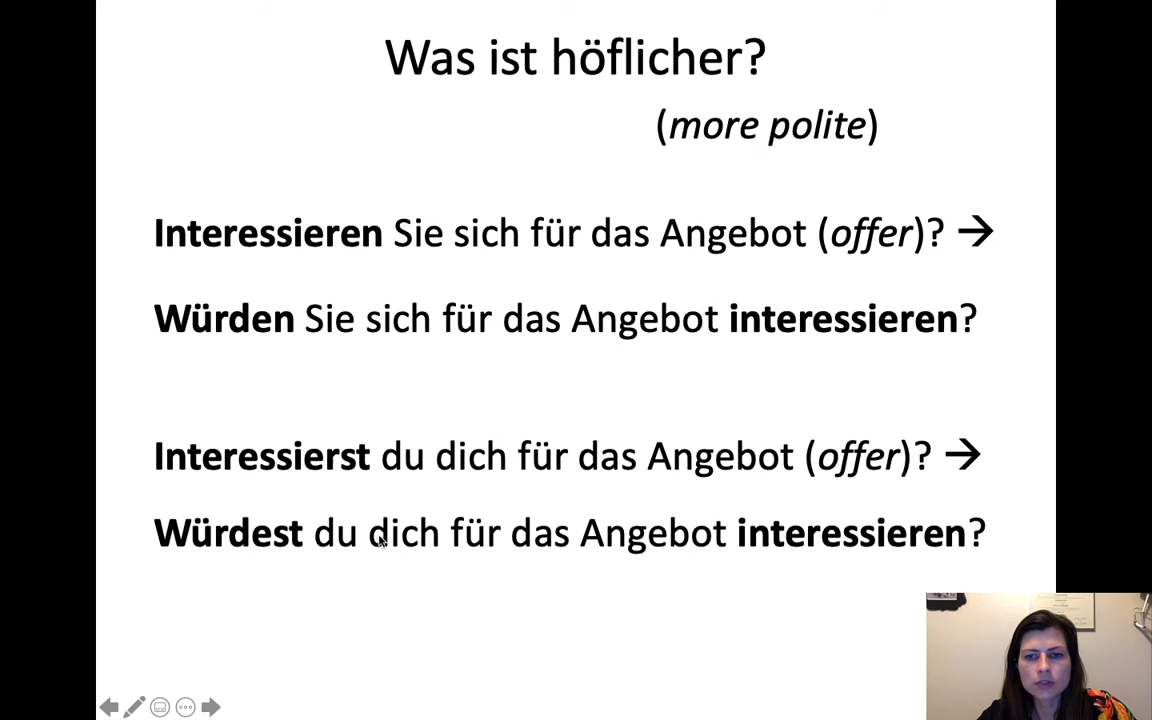 Was ist höflicher?
(more polite)
Interessieren Sie sich für das Angebot (offer)? →
Würden Sie sich für das Angebot interessieren?
Interessierst du dich für das Angebot (offer)? →
Würdest du dich für das Angebot interessieren?